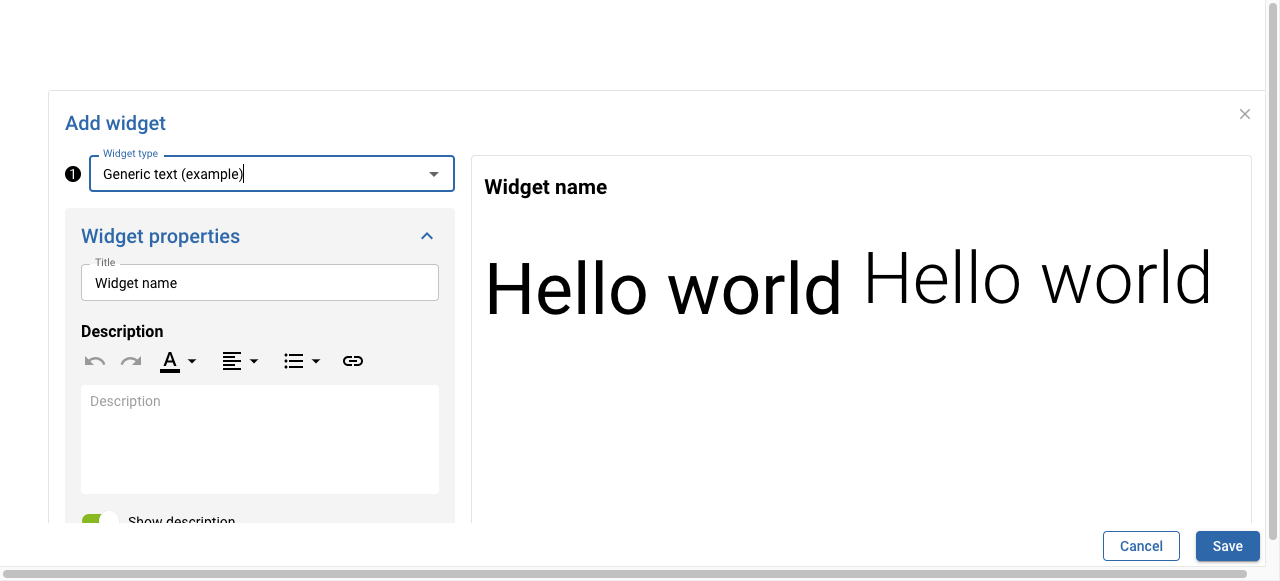 Add widget
Widget type
1 Generic text (example)
Widget properties
Title
Widget name
Description
A
Description
Show description
Widget name
Hello world Hello world
Cancel Save